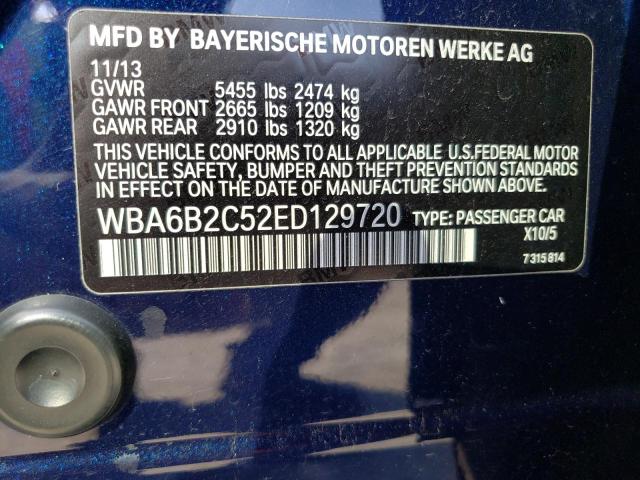 MFD BY BAYERISCHE MOTOREN WERKE AG
11/13
GVWR 5455 lbs 2474 kg
GAWR FRONT 2665 lbs 1209 kg
GAWR REAR 2910 lbs 1320 kg
THIS VEHICLE CONFORMS TO ALL APPLICABLE U.S.FEDERAL MOTOR
VEHICLE SAFETY, BUMPER AND THEFT PREVENTION STANDARDS
IN EFFECT ON THE DATE OF MANUFACTURE SHOWN ABOVE.
WBA6B2C52ED129720 TYPE: PASSENGER CAR
X10/5
7 315 814